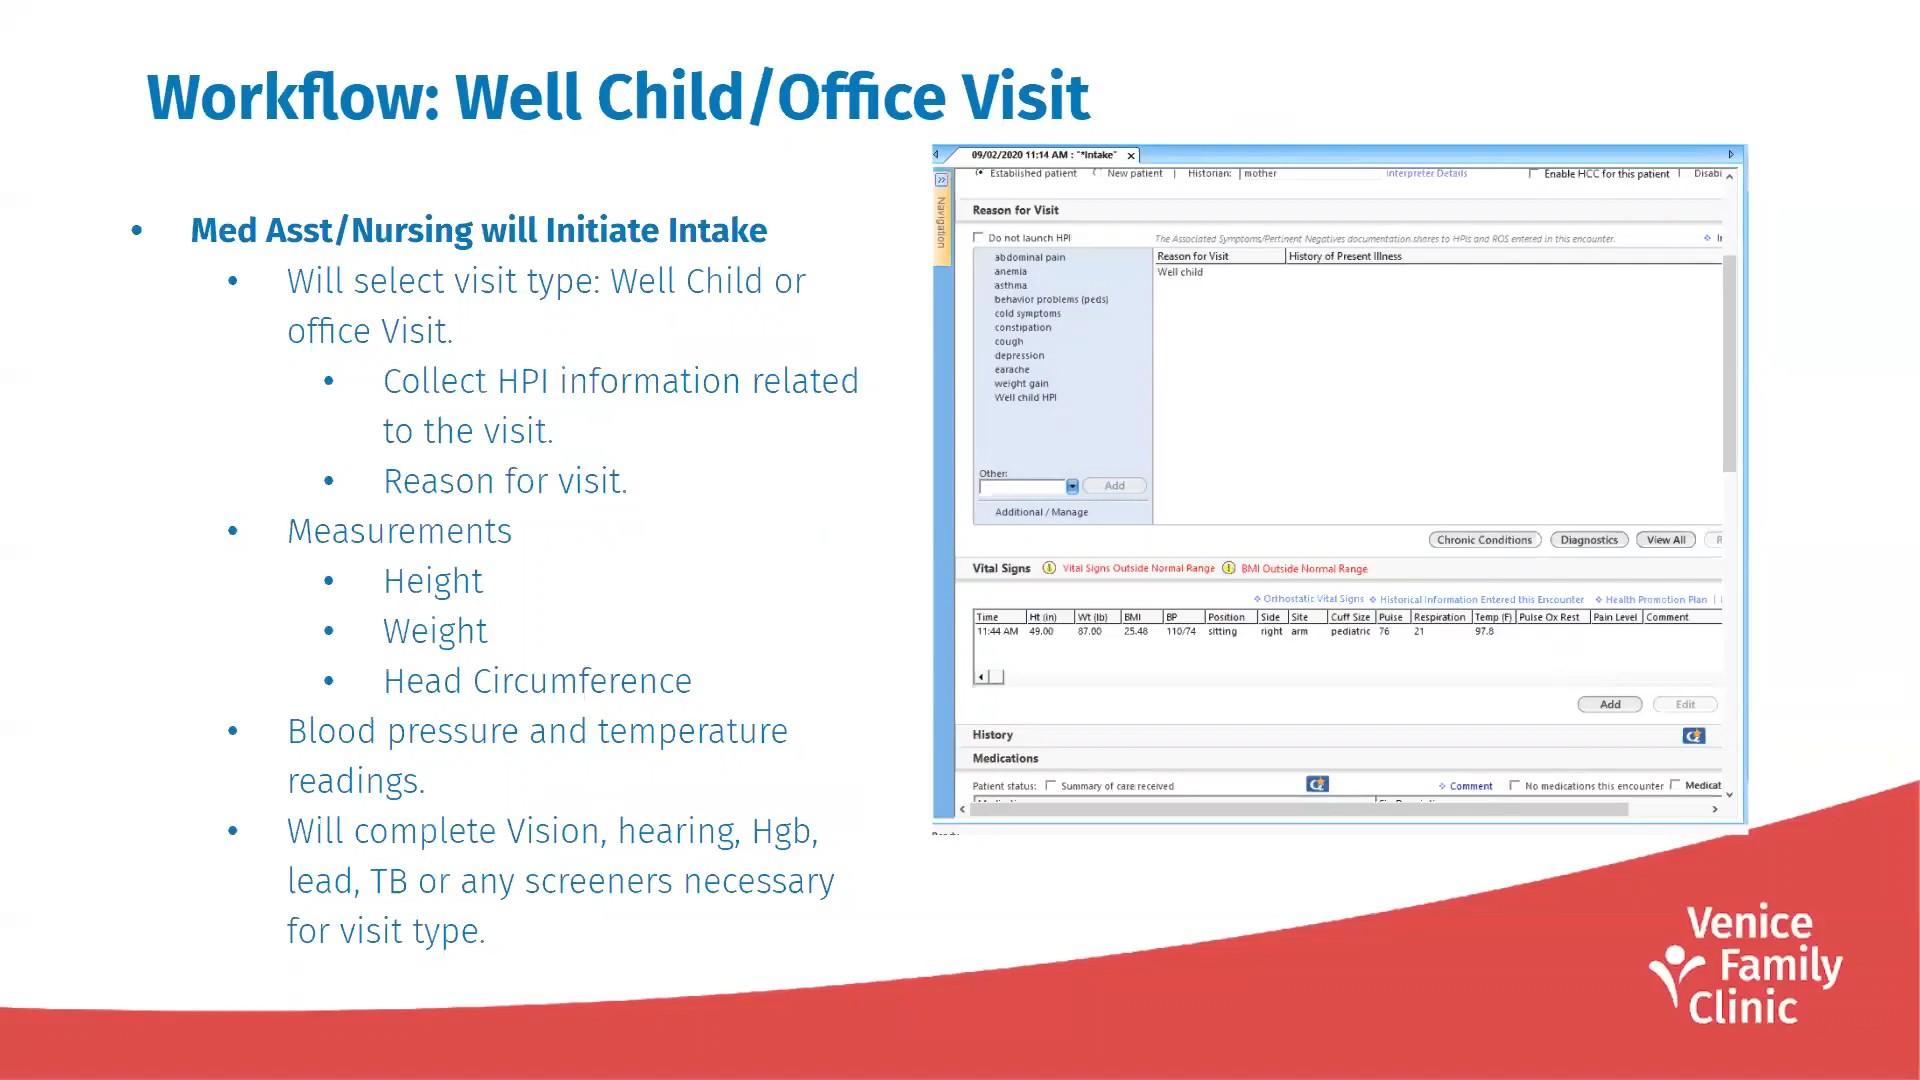 Workflow: Well Child/Office Visit
• Med Asst/Nursing will Initiate Intake
• Will select visit type: Well Child or
office Visit.
• Collect HPI information related
to the visit.
• Reason for visit.
• Measurements
• Height
• Weight
• Head Circumference
• Blood pressure and temperature
readings.
• Will complete Vision, hearing, Hgb,
lead, TB or any screeners necessary
for visit type.
09/02/2020 11:14 AM : "*Intake"
Navigation
Established patient New patient | Historian: mother Interpreter Details Enable HCC for this patient | Disabi
Reason for Visit
Do not launch HPI The Associated Symptoms/Pertinent Negatives documentation shares to HPIs and ROS entered in this encounter.
Reason for Visit History of Present Illness
Well child
abdominal pain
anemia
asthma
behavior problems (peds)
cold symptoms
constipation
cough
depression
earache
weight gain
Well child HPI
Other:
Add
Additional / Manage
Chronic Conditions Diagnostics View All
Vital Signs Vital Signs Outside Normal Range BMI Outside Normal Range
Orthostatic Vital Signs Historical Information Entered this Encounter Health Promotion Plan |
Time Ht (in) Wt (lb) BMI BP Position Side Site Cuff Size Pulse Respiration Temp (F) Pulse Ox Rest Pain Level Comment
11:44 AM 49.00 87.00 25.48 110/74 sitting right arm pediatric 76 21 97.8
Add Edit
History
Medications
Patient status: Summary of care received Comment No medications this encounter Medicat
Venice
Family
Clinic